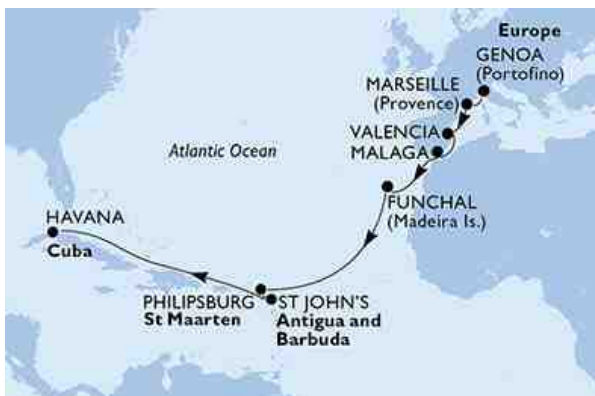 Europe
GENOA
(Portofino)
MARSEILLE
(Provence)
VALENCIA
MALAGA
Atlantic Ocean
FUNCHAL
(Madeira Is.)
HAVANA
Cuba
PHILIPSBURG
St Maarten
ST JOHN'S
Antigua and
Barbuda